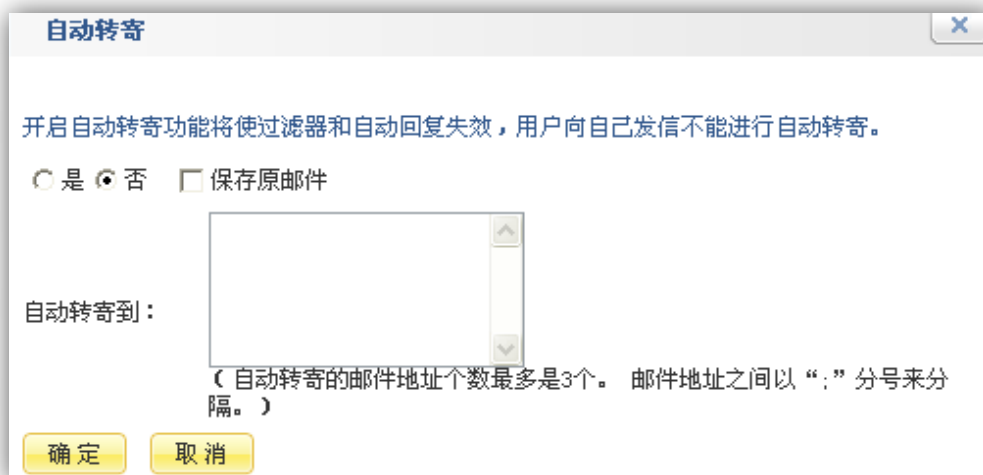 自动转寄
开启自动转寄功能将使过滤器和自动回复失效，用户向自己发信不能进行自动转寄。
是 否 保存原邮件
自动转寄到：
（自动转寄的邮件地址个数最多是3个。 邮件地址之间以“;”分号来分
隔。）
确定 取消